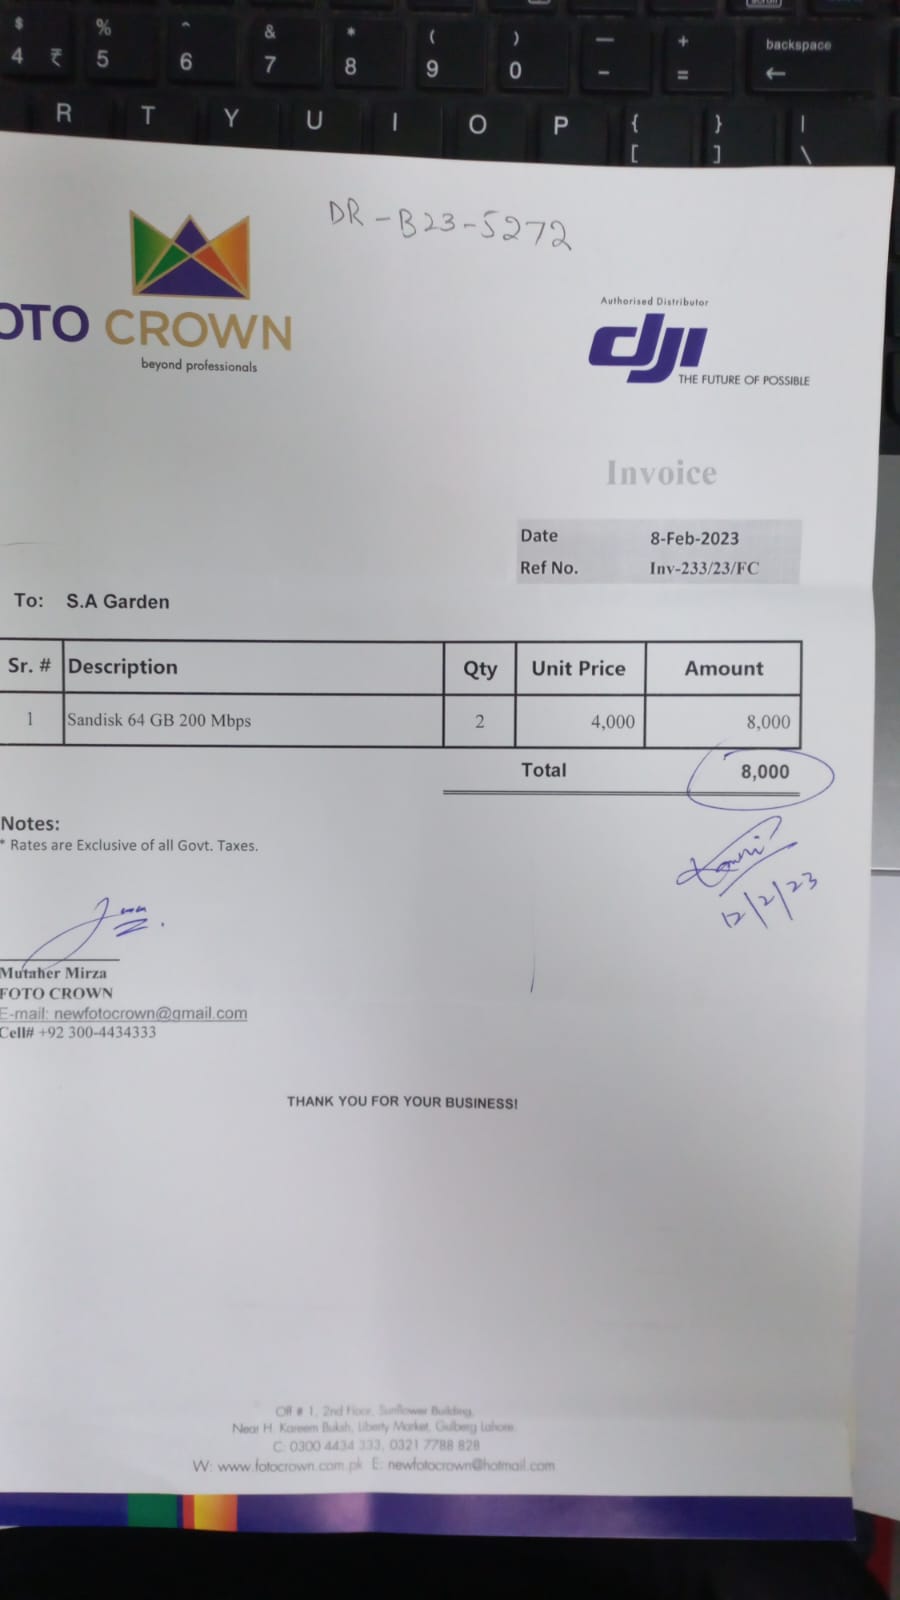 $ % ^ & * ( ) — +
4 ₹ 5 6 7 8 9 0 - = backspace ←
R T Y U I O P { [ } ] | \
DR-B23-5272
OTO CROWN
beyond professionals
Authorised Distributor
dji
THE FUTURE OF POSSIBLE
Invoice
Date 8-Feb-2023
Ref No. Inv-233/23/FC
To: S.A Garden
Sr. # Description Qty Unit Price Amount
1 Sandisk 64 GB 200 Mbps 2 4,000 8,000
Total 8,000
Notes:
* Rates are Exclusive of all Govt. Taxes.
12/2/23
Mutaher Mirza
FOTO CROWN
E-mail: newfotocrown@gmail.com
Cell# +92 300-4434333
THANK YOU FOR YOUR BUSINESS!
Off # 1, 2nd Floor, Sunflower Building,
Near H. Kareem Buksh, Liberty Market, Gulberg Lahore.
C: 0300 4434 333, 0321 7788 828
W: www.fotocrown.com.pk E: newfotocrown@hotmail.com